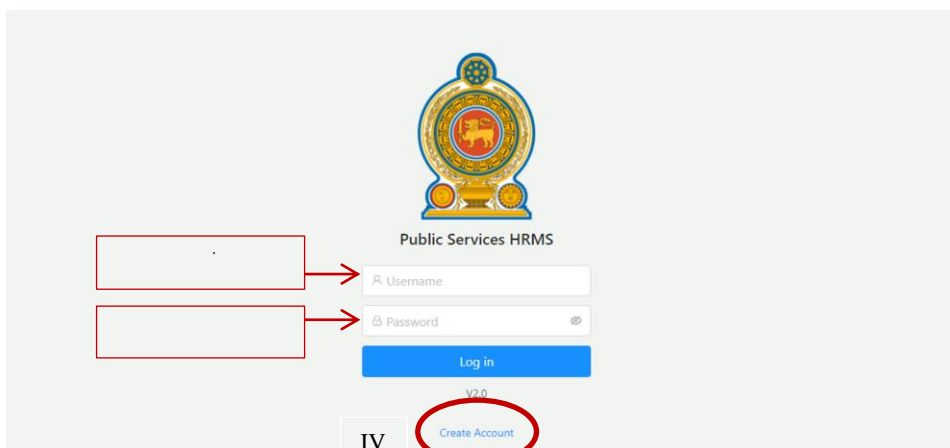 Public Services HRMS
.
Username
Password
Log in
V2.0
IV
Create Account